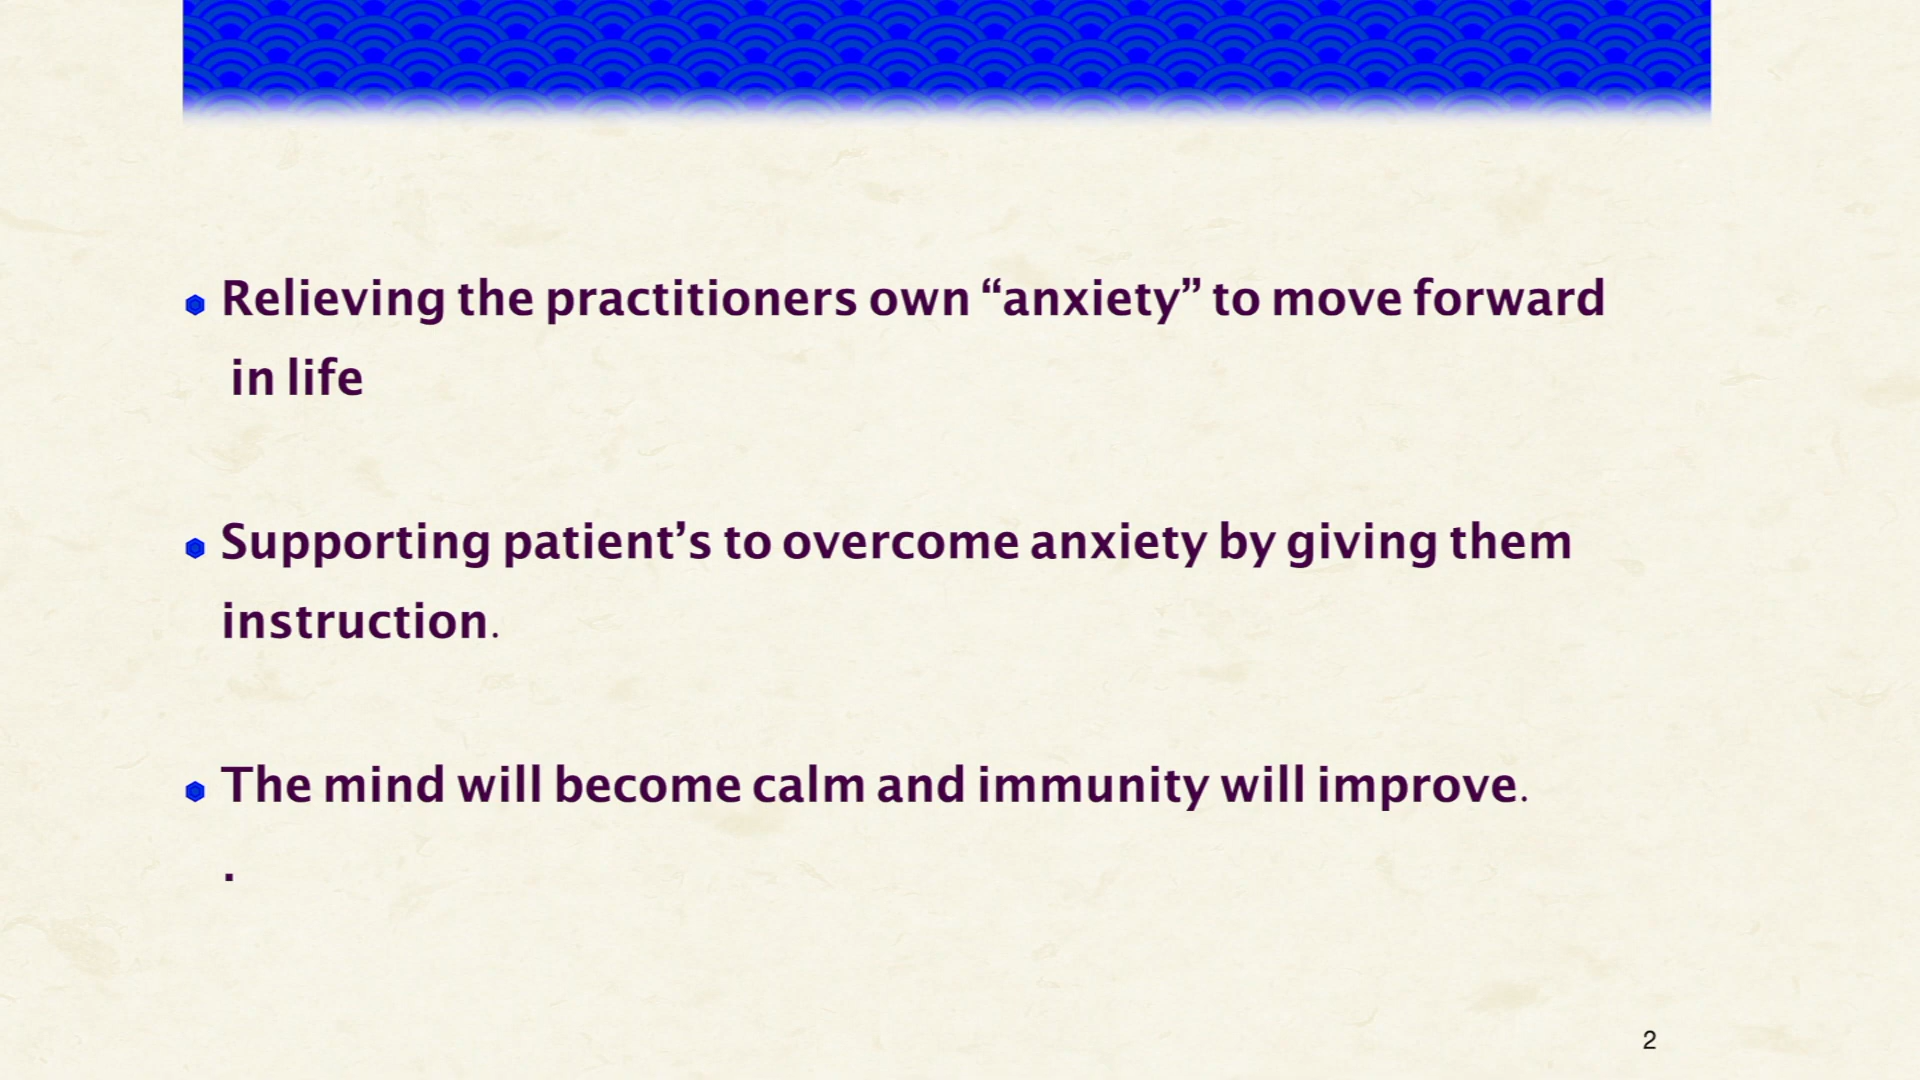 Relieving the practitioners own “anxiety” to move forward
in life
Supporting patient’s to overcome anxiety by giving them
instruction.
The mind will become calm and immunity will improve.
.
2